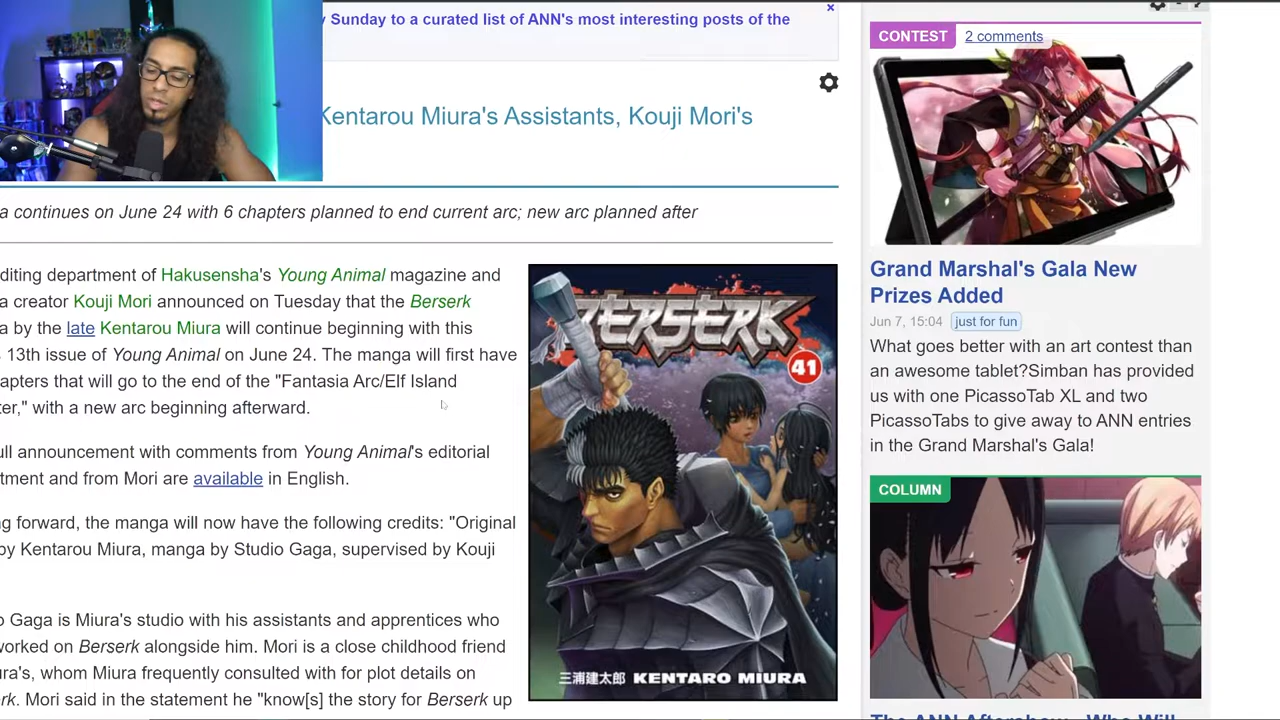 Sunday to a curated list of ANN's most interesting posts of the
Kentarou Miura's Assistants, Kouji Mori's
a continues on June 24 with 6 chapters planned to end current arc; new arc planned after
diting department of Hakusensha's Young Animal magazine and
a creator Kouji Mori announced on Tuesday that the Berserk
a by the late Kentarou Miura will continue beginning with this
13th issue of Young Animal on June 24. The manga will first have
apters that will go to the end of the "Fantasia Arc/Elf Island
ter," with a new arc beginning afterward.
ull announcement with comments from Young Animal's editorial
tment and from Mori are available in English.
ng forward, the manga will now have the following credits: "Original
by Kentarou Miura, manga by Studio Gaga, supervised by Kouji
o Gaga is Miura's studio with his assistants and apprentices who
worked on Berserk alongside him. Mori is a close childhood friend
ura's, whom Miura frequently consulted with for plot details on
erk. Mori said in the statement he "know[s] the story for Berserk up
BERSERK
41
三浦建太郎 KENTARO MIURA
CONTEST 2 comments
Grand Marshal's Gala New
Prizes Added
Jun 7, 15:04 just for fun
What goes better with an art contest than
an awesome tablet?Simban has provided
us with one PicassoTab XL and two
PicassoTabs to give away to ANN entries
in the Grand Marshal's Gala!
COLUMN
The ANN Aftershow - Who Will